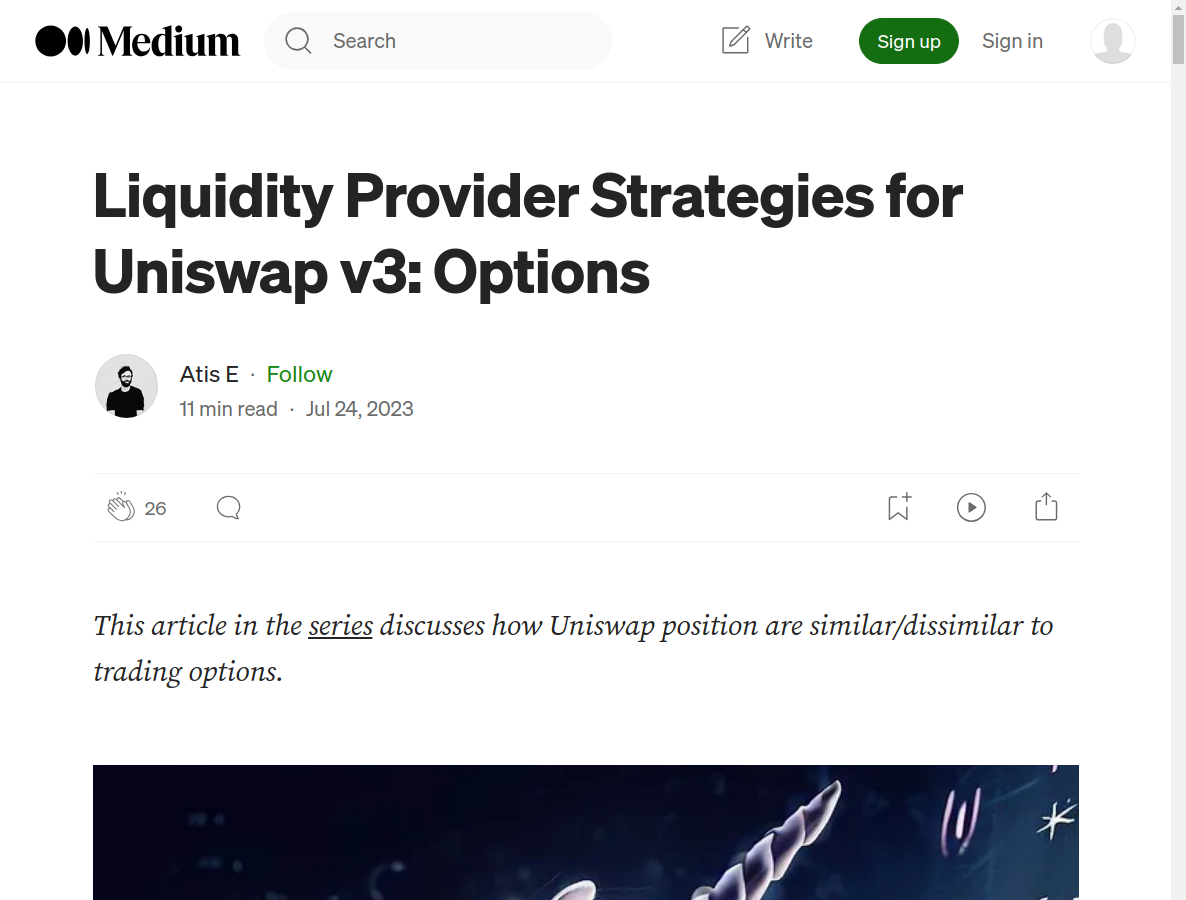 Medium
Search
Write
Sign up
Sign in
Liquidity Provider Strategies for
Uniswap v3: Options
Atis E · Follow
11 min read · Jul 24, 2023
26
This article in the series discusses how Uniswap position are similar/dissimilar to
trading options.